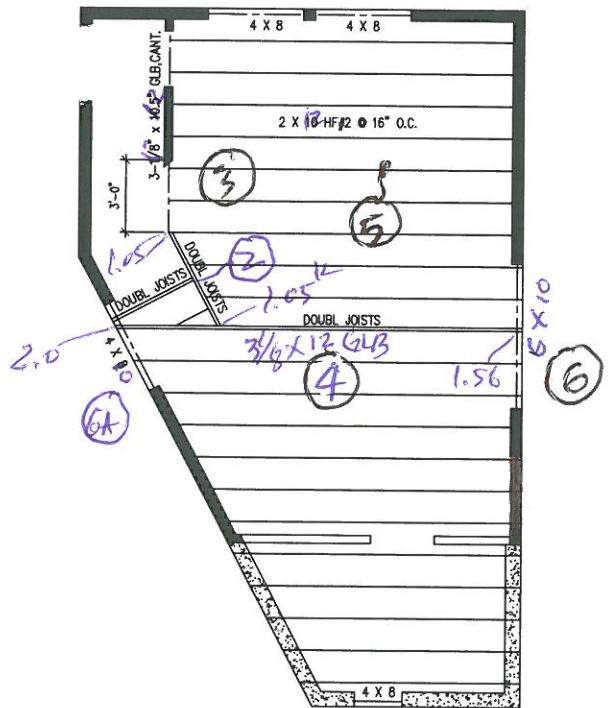 4 X 8
4 X 8
3-1/8" x 10.5" GLB,CANT.
12
2 X 10 HF#2 @ 16" O.C.
12
3
5
3'-0"
1.05
2
DOUBL JOISTS
DOUBL JOISTS
1.05
12
DOUBL JOISTS
3 1/8 X 12 GLB
2.0
4 X 8
10
4
1.56
6 X 10
6
6A
4 X 8